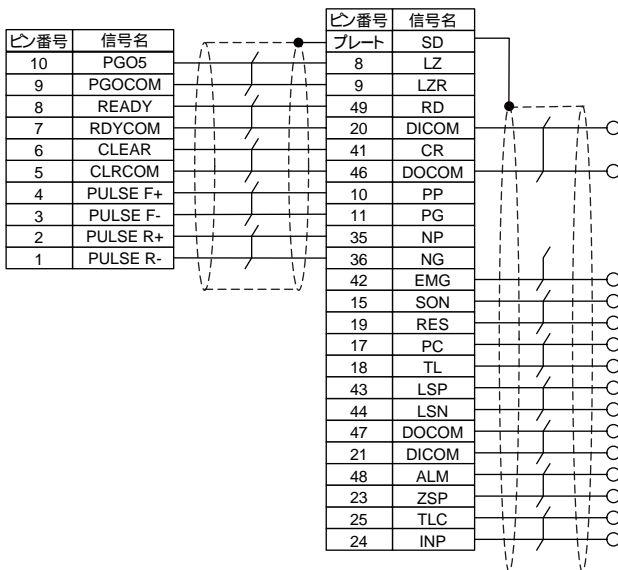 ピン番号 信号名
10 PGO5
9 PGOCOM
8 READY
7 RDYCOM
6 CLEAR
5 CLRCOM
4 PULSE F+
3 PULSE F-
2 PULSE R+
1 PULSE R-
ピン番号 信号名
プレート SD
8 LZ
9 LZR
49 RD
20 DICOM
41 CR
46 DOCOM
10 PP
11 PG
35 NP
36 NG
42 EMG
15 SON
19 RES
17 PC
18 TL
43 LSP
44 LSN
47 DOCOM
21 DICOM
48 ALM
23 ZSP
25 TLC
24 INP